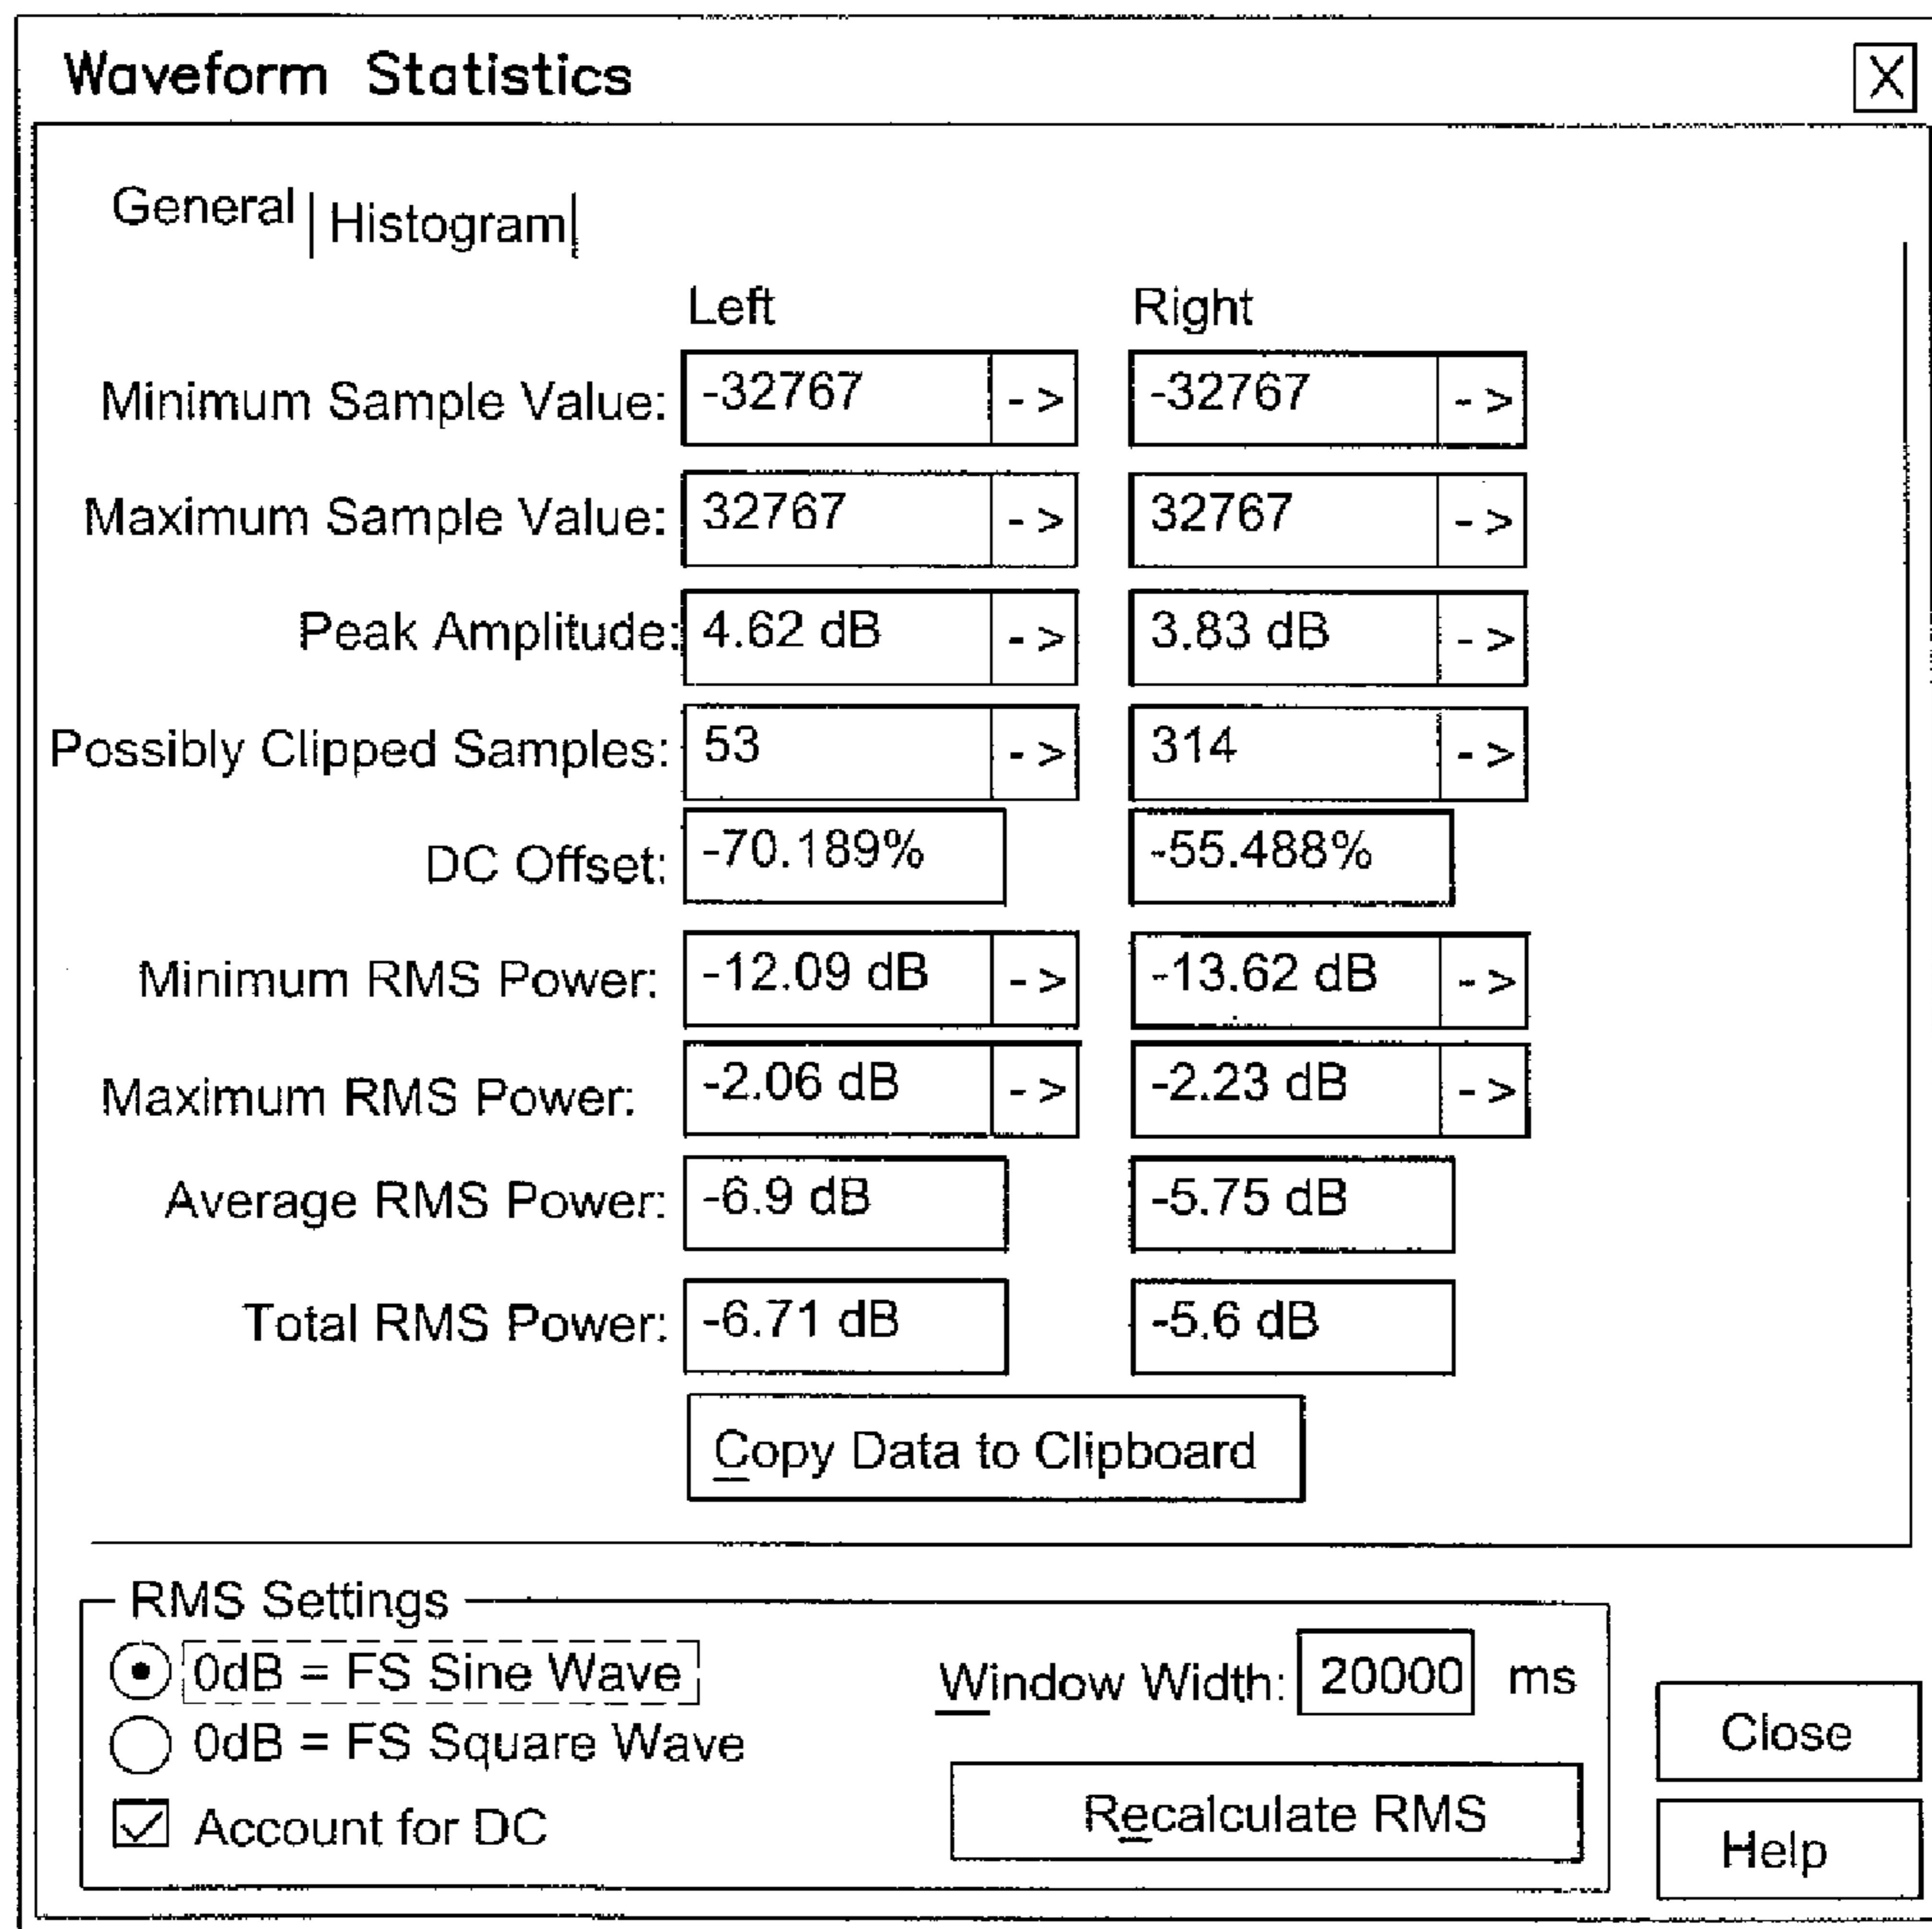 Waveform Statistics X
General | Histogram|
Left Right
Minimum Sample Value: -32767 -> -32767 ->
Maximum Sample Value: 32767 -> 32767 ->
Peak Amplitude: 4.62 dB -> 3.83 dB ->
Possibly Clipped Samples: 53 -> 314 ->
DC Offset: -70.189% -55.488%
Minimum RMS Power: -12.09 dB -> -13.62 dB ->
Maximum RMS Power: -2.06 dB -> -2.23 dB ->
Average RMS Power: -6.9 dB -5.75 dB
Total RMS Power: -6.71 dB -5.6 dB
Copy Data to Clipboard
RMS Settings
0dB = FS Sine Wave Window Width: 20000 ms
0dB = FS Square Wave Close
Account for DC Recalculate RMS
Help